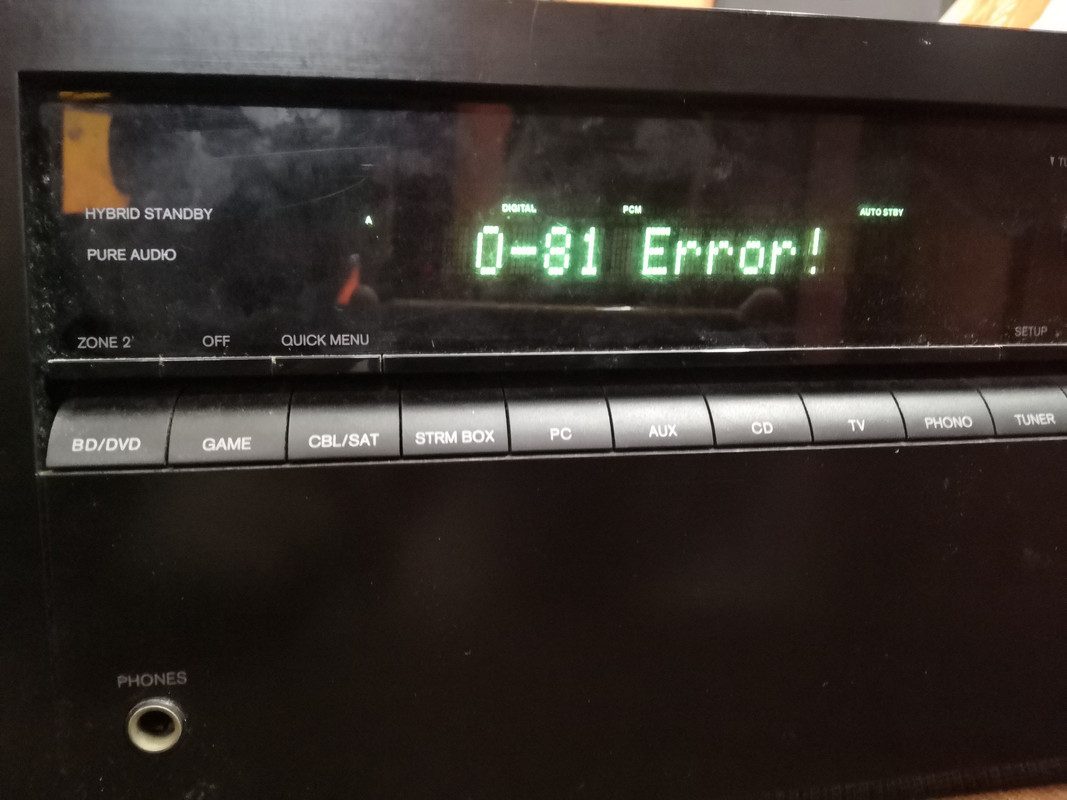 HYBRID STANDBY
PURE AUDIO
A
DIGITAL PCM AUTO STBY
0-81 Error!
ZONE 2 OFF QUICK MENU
SETUP
BD/DVD GAME CBL/SAT STRM BOX PC AUX CD TV PHONO TUNER
PHONES